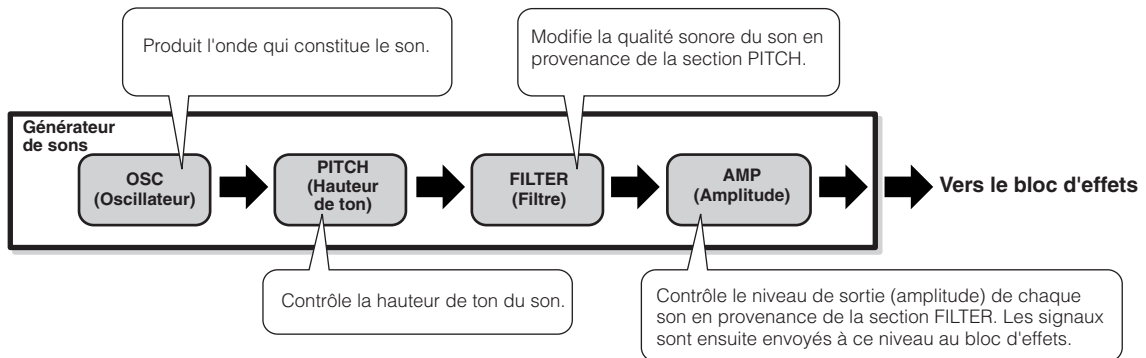 Produit l'onde qui constitue le son.
Modifie la qualité sonore du son en
provenance de la section PITCH.
Générateur
de sons
OSC
(Oscillateur)
PITCH
(Hauteur
de ton)
FILTER
(Filtre)
AMP
(Amplitude)
Vers le bloc d'effets
Contrôle la hauteur de ton du son.
Contrôle le niveau de sortie (amplitude) de chaque
son en provenance de la section FILTER. Les signaux
sont ensuite envoyés à ce niveau au bloc d'effets.